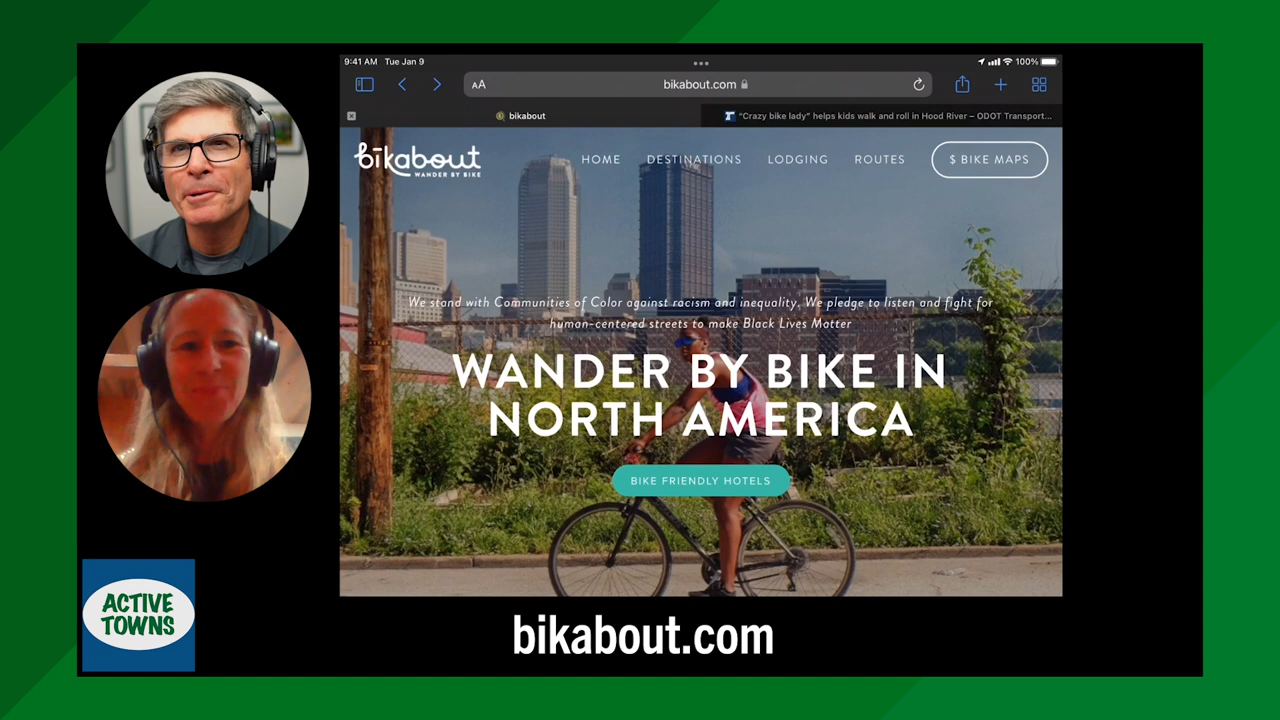 9:41 AM Tue Jan 9
100%
AA
bikabout.com
bikabout
"Crazy bike lady" helps kids walk and roll in Hood River – ODOT Transport...
bikabout
WANDER BY BIKE
HOME
DESTINATIONS
LODGING
ROUTES
$ BIKE MAPS
We stand with Communities of Color against racism and inequality. We pledge to listen and fight for
human-centered streets to make Black Lives Matter
WANDER BY BIKE IN
NORTH AMERICA
BIKE FRIENDLY HOTELS
ACTIVE
TOWNS
bikabout.com